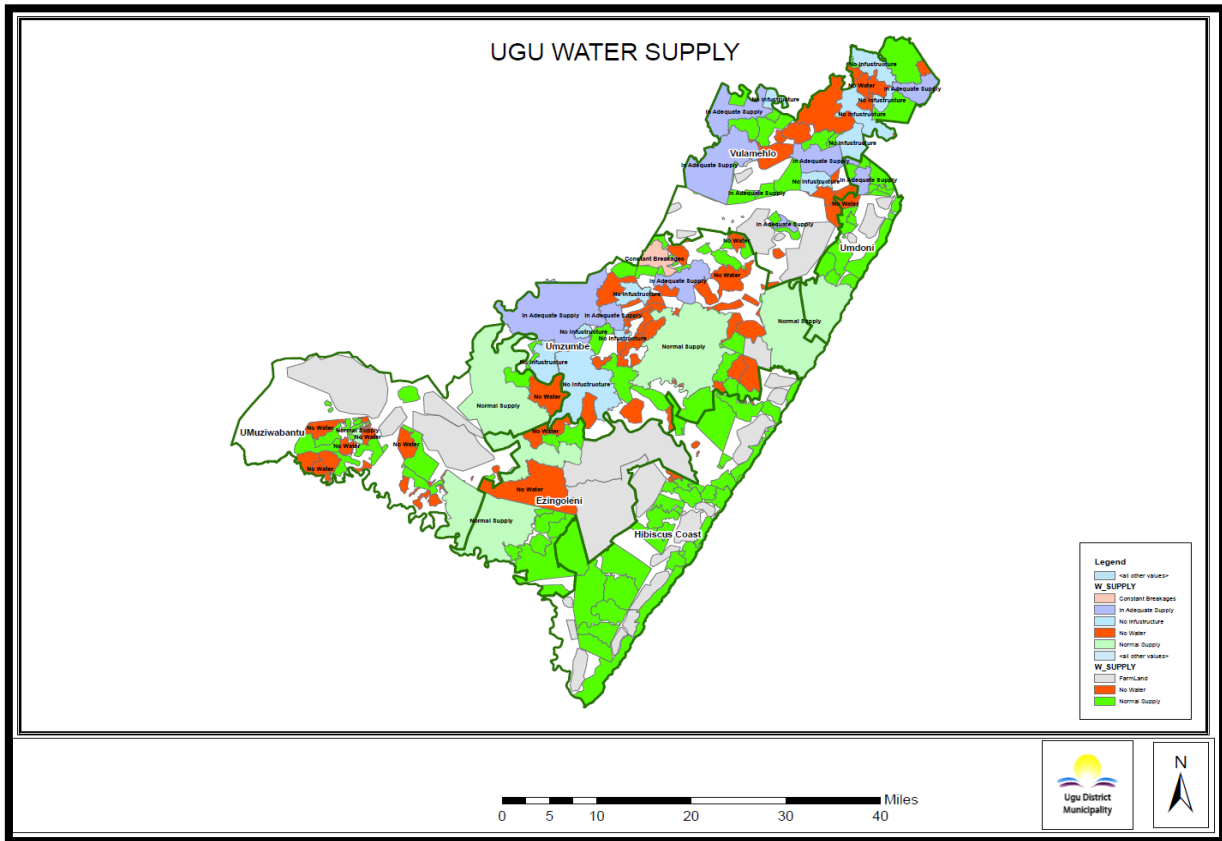 UGU WATER SUPPLY
No Infustructure
No Water
In Adequate Supply
No Infustructure
No Infustructure
In Adequate Supply
No Infustructure
No Infustructure
Vulamehlo
In Adequate Supply
In Adequate Supply
No Infustructure
In Adequate Supply
In Adequate Supply
No Water
In Adequate Supply
Umdoni
No Water
Constant Breakages
No Water
In Adequate Supply
No Infustructure
In Adequate Supply
In Adequate Supply
Normal Supply
No Infustructure
No Infustructure
Umzumbe
Normal Supply
No Infustructure
No Infustructure
No Water
Normal Supply
No Water
Normal Supply
UMuziwabantu
No Water
No Water
No Water
No Water
No Water
No Water
Ezingoleni
Normal Supply
Hibiscus Coast
Legend
<all other values>
W_SUPPLY
Constant Breakages
In Adequate Supply
No Infustructure
No Water
Normal Supply
<all other values>
W_SUPPLY
FarmLand
No Water
Normal Supply
Miles
0 5 10 20 30 40
Ugu District
Municipality
N